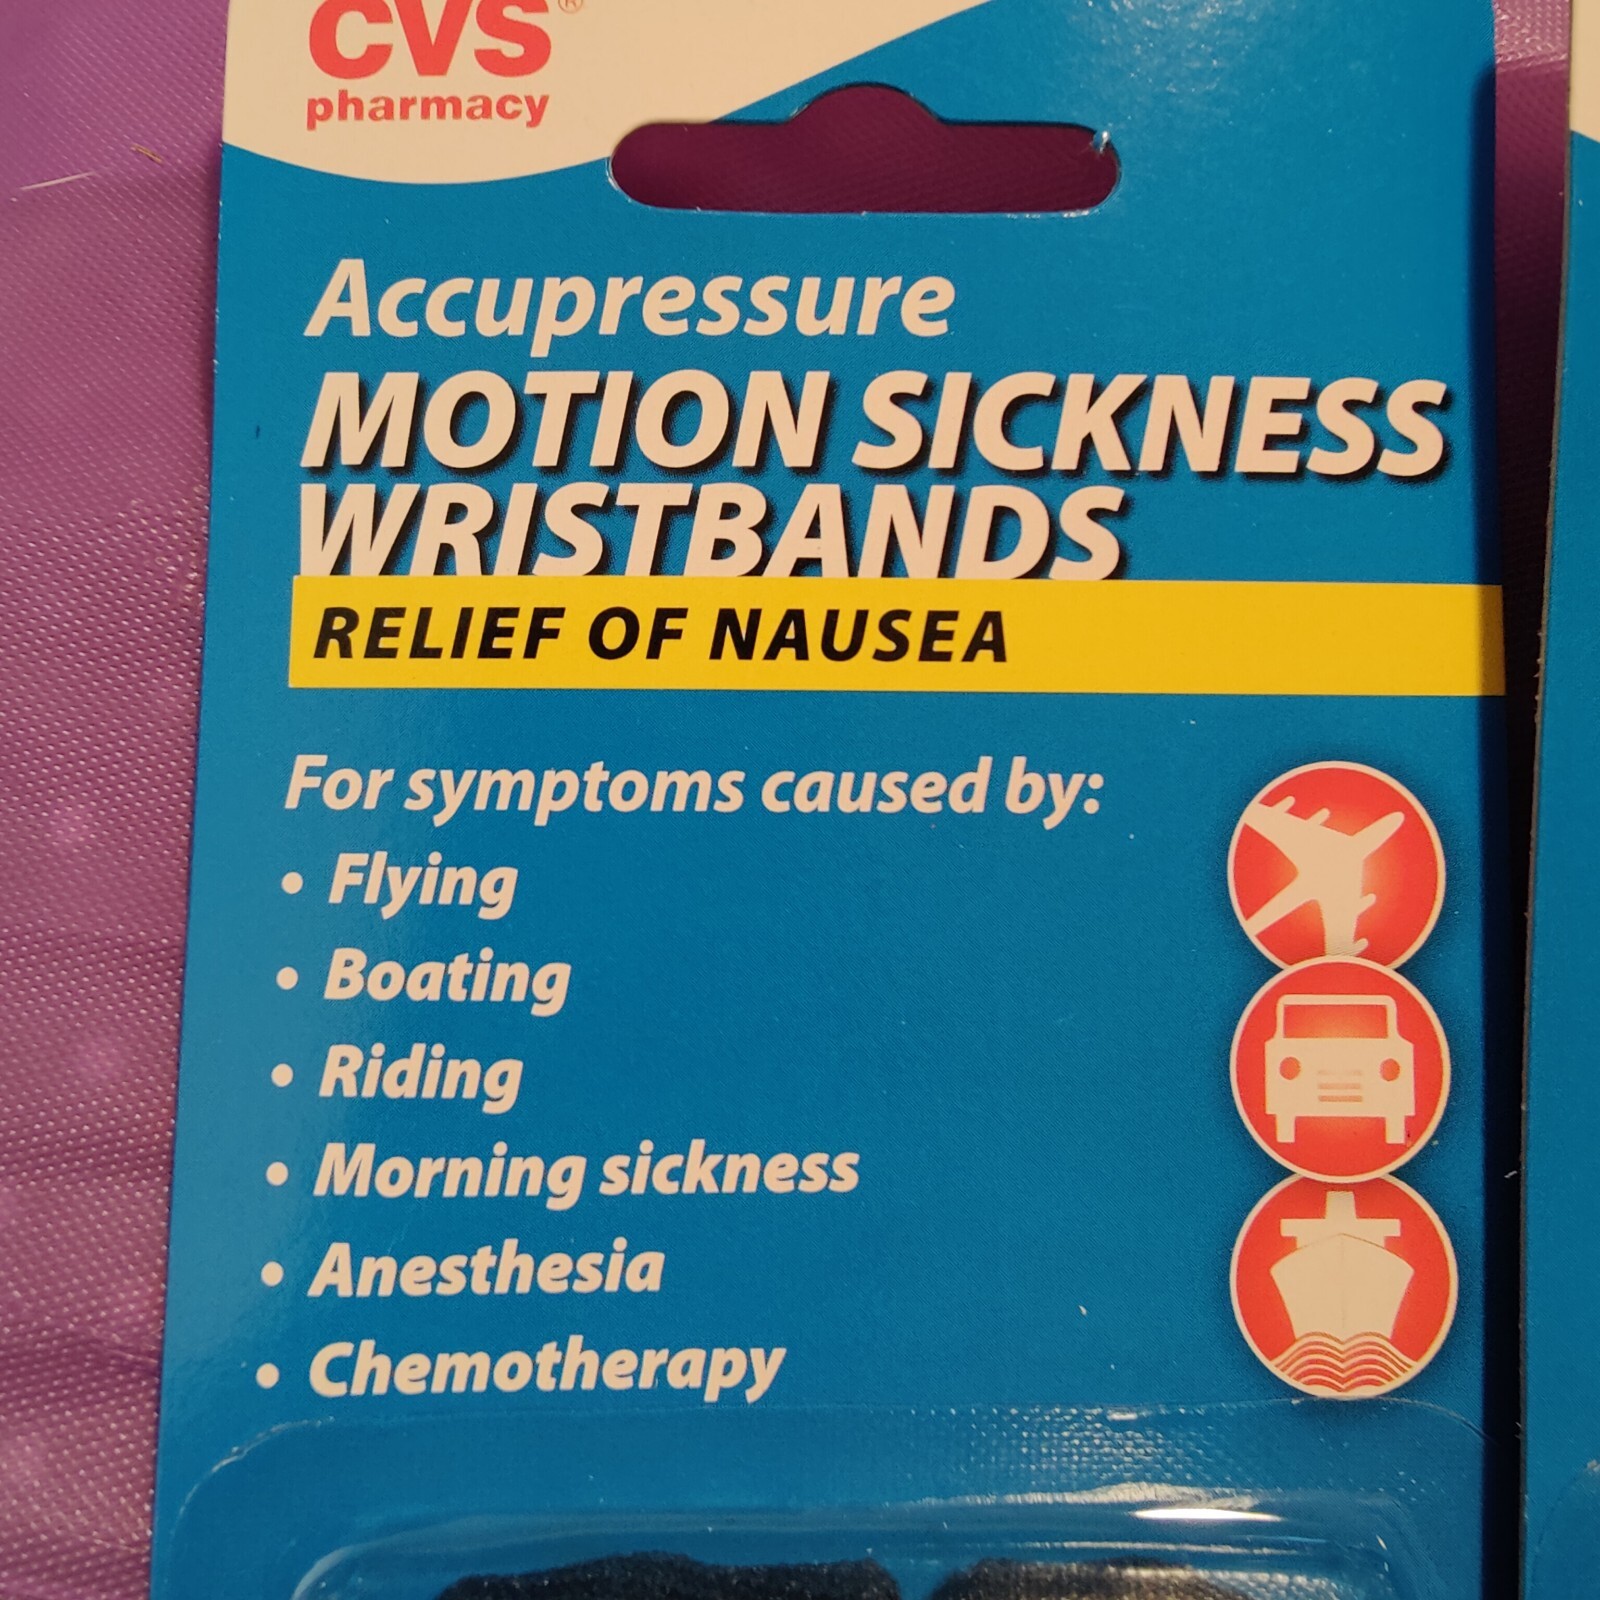 CVS®
pharmacy
Accupressure
MOTION SICKNESS
WRISTBANDS
RELIEF OF NAUSEA
For symptoms caused by:
• Flying
• Boating
• Riding
• Morning sickness
• Anesthesia
• Chemotherapy